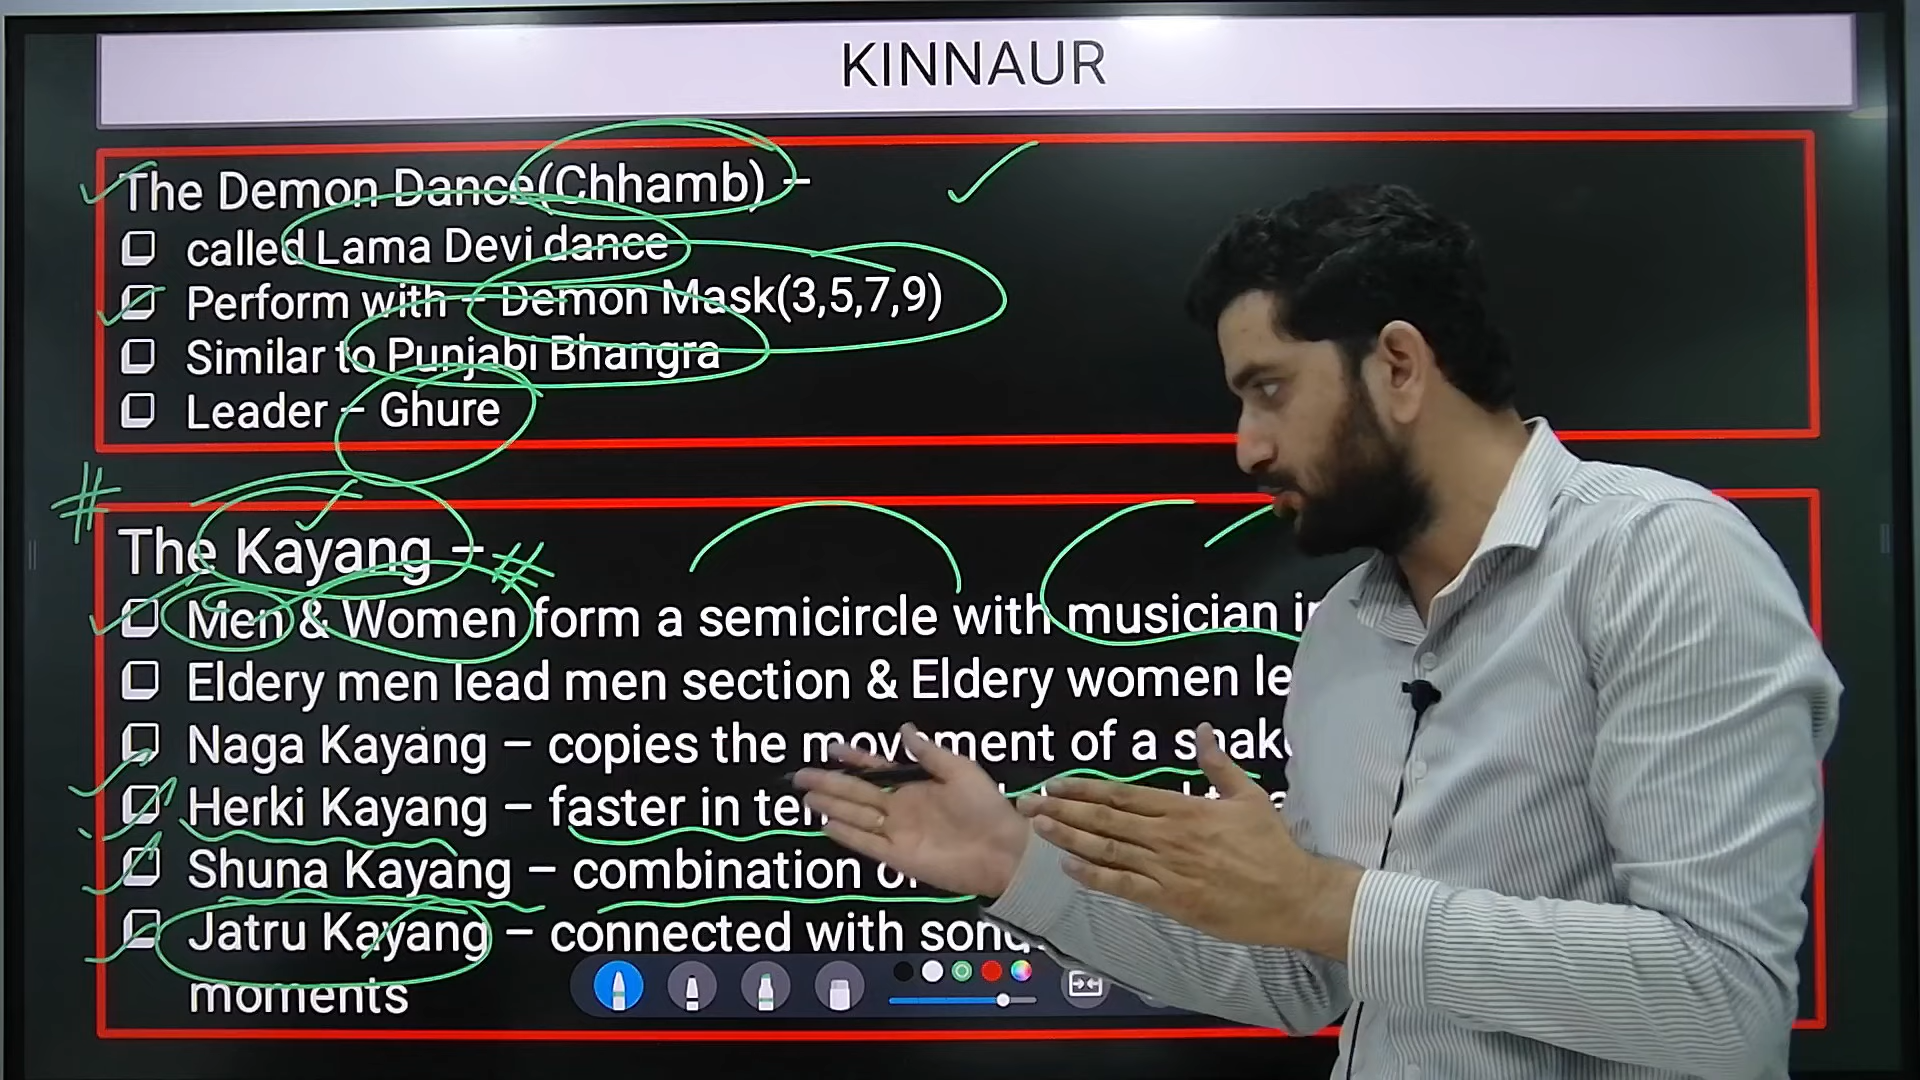 KINNAUR
The Demon Dance(Chhamb) –
called Lama Devi dance
Perform with – Demon Mask(3,5,7,9)
Similar to Punjabi Bhangra
Leader – Ghure
#
The Kayang – #
Men & Women form a semicircle with musician
Eldery men lead men section & Eldery women
Naga Kayang – copies the movement of a
Herki Kayang – faster in
Shuna Kayang – combination
Jatru Kayang – connected with
moments